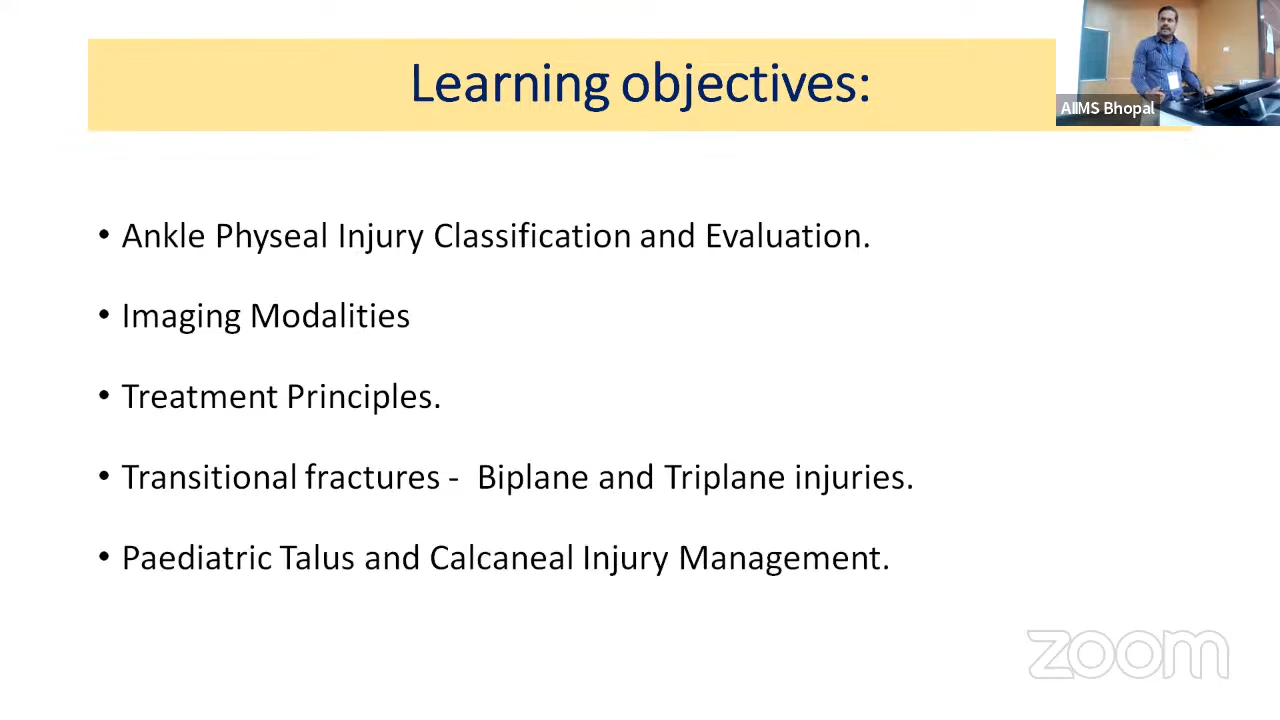 Learning objectives:
AIIMS Bhopal
• Ankle Physeal Injury Classification and Evaluation.
• Imaging Modalities
• Treatment Principles.
• Transitional fractures -  Biplane and Triplane injuries.
• Paediatric Talus and Calcaneal Injury Management.
zoom